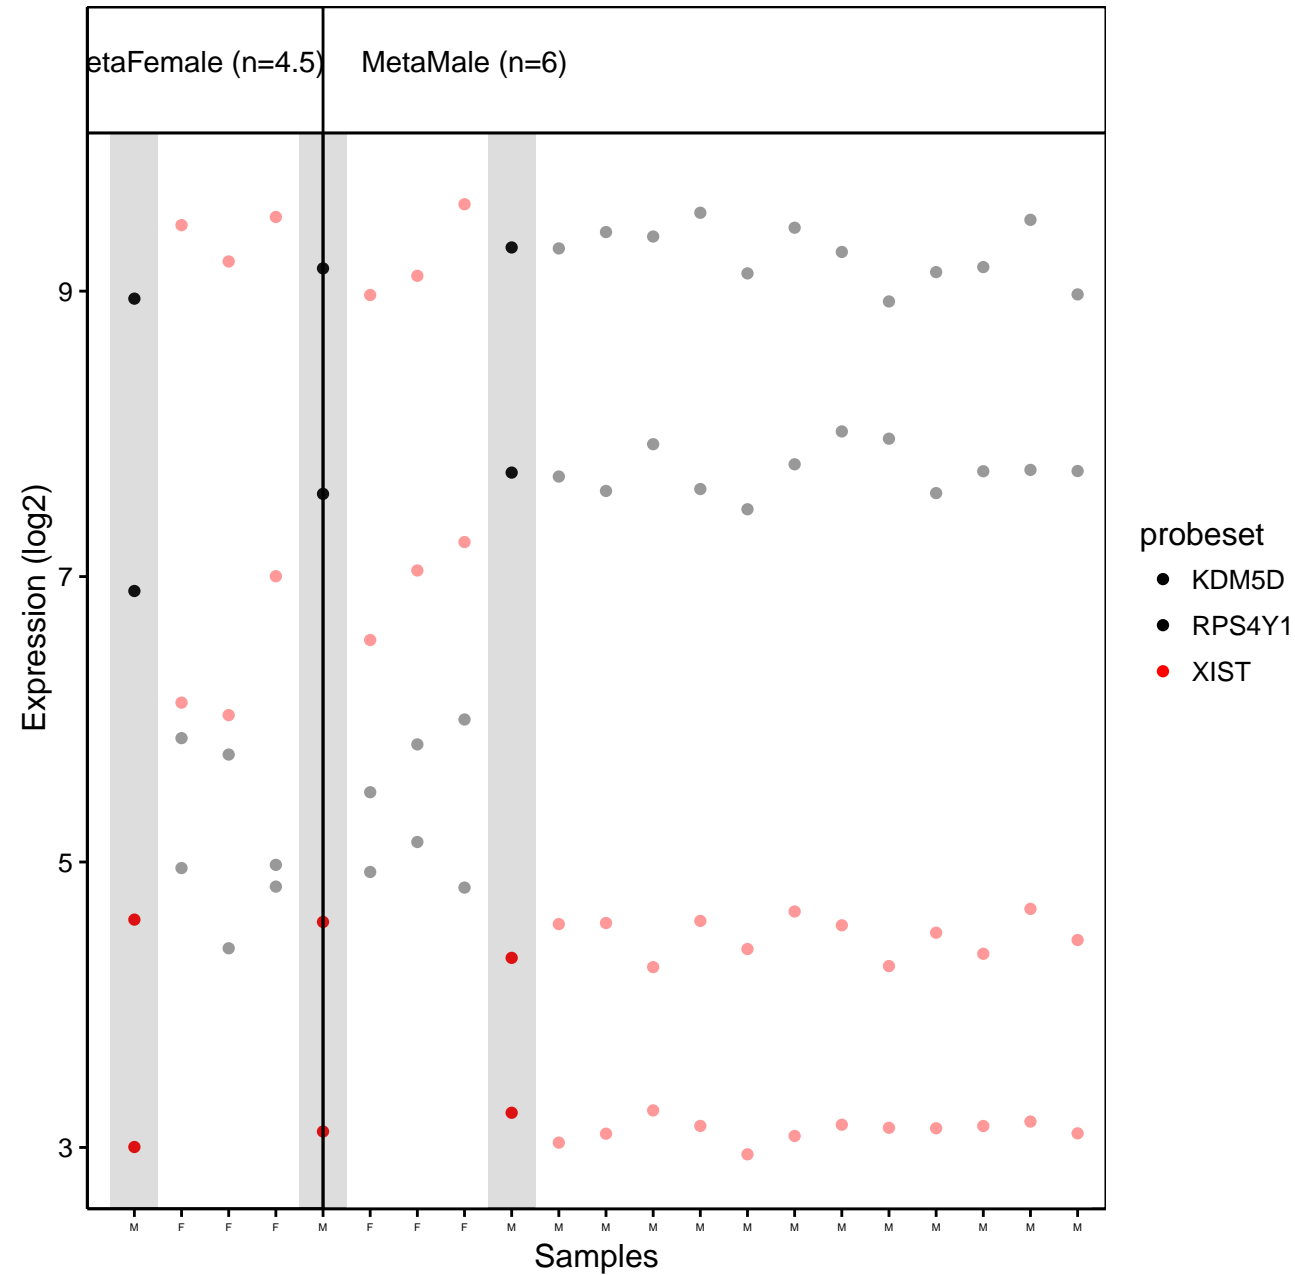 etaFemale (n=4.5)
MetaMale (n=6)
9
7
5
3
Expression (log2)
M F F F M F F F M M M M M M M M M M M M M
Samples
probeset
KDM5D
RPS4Y1
XIST